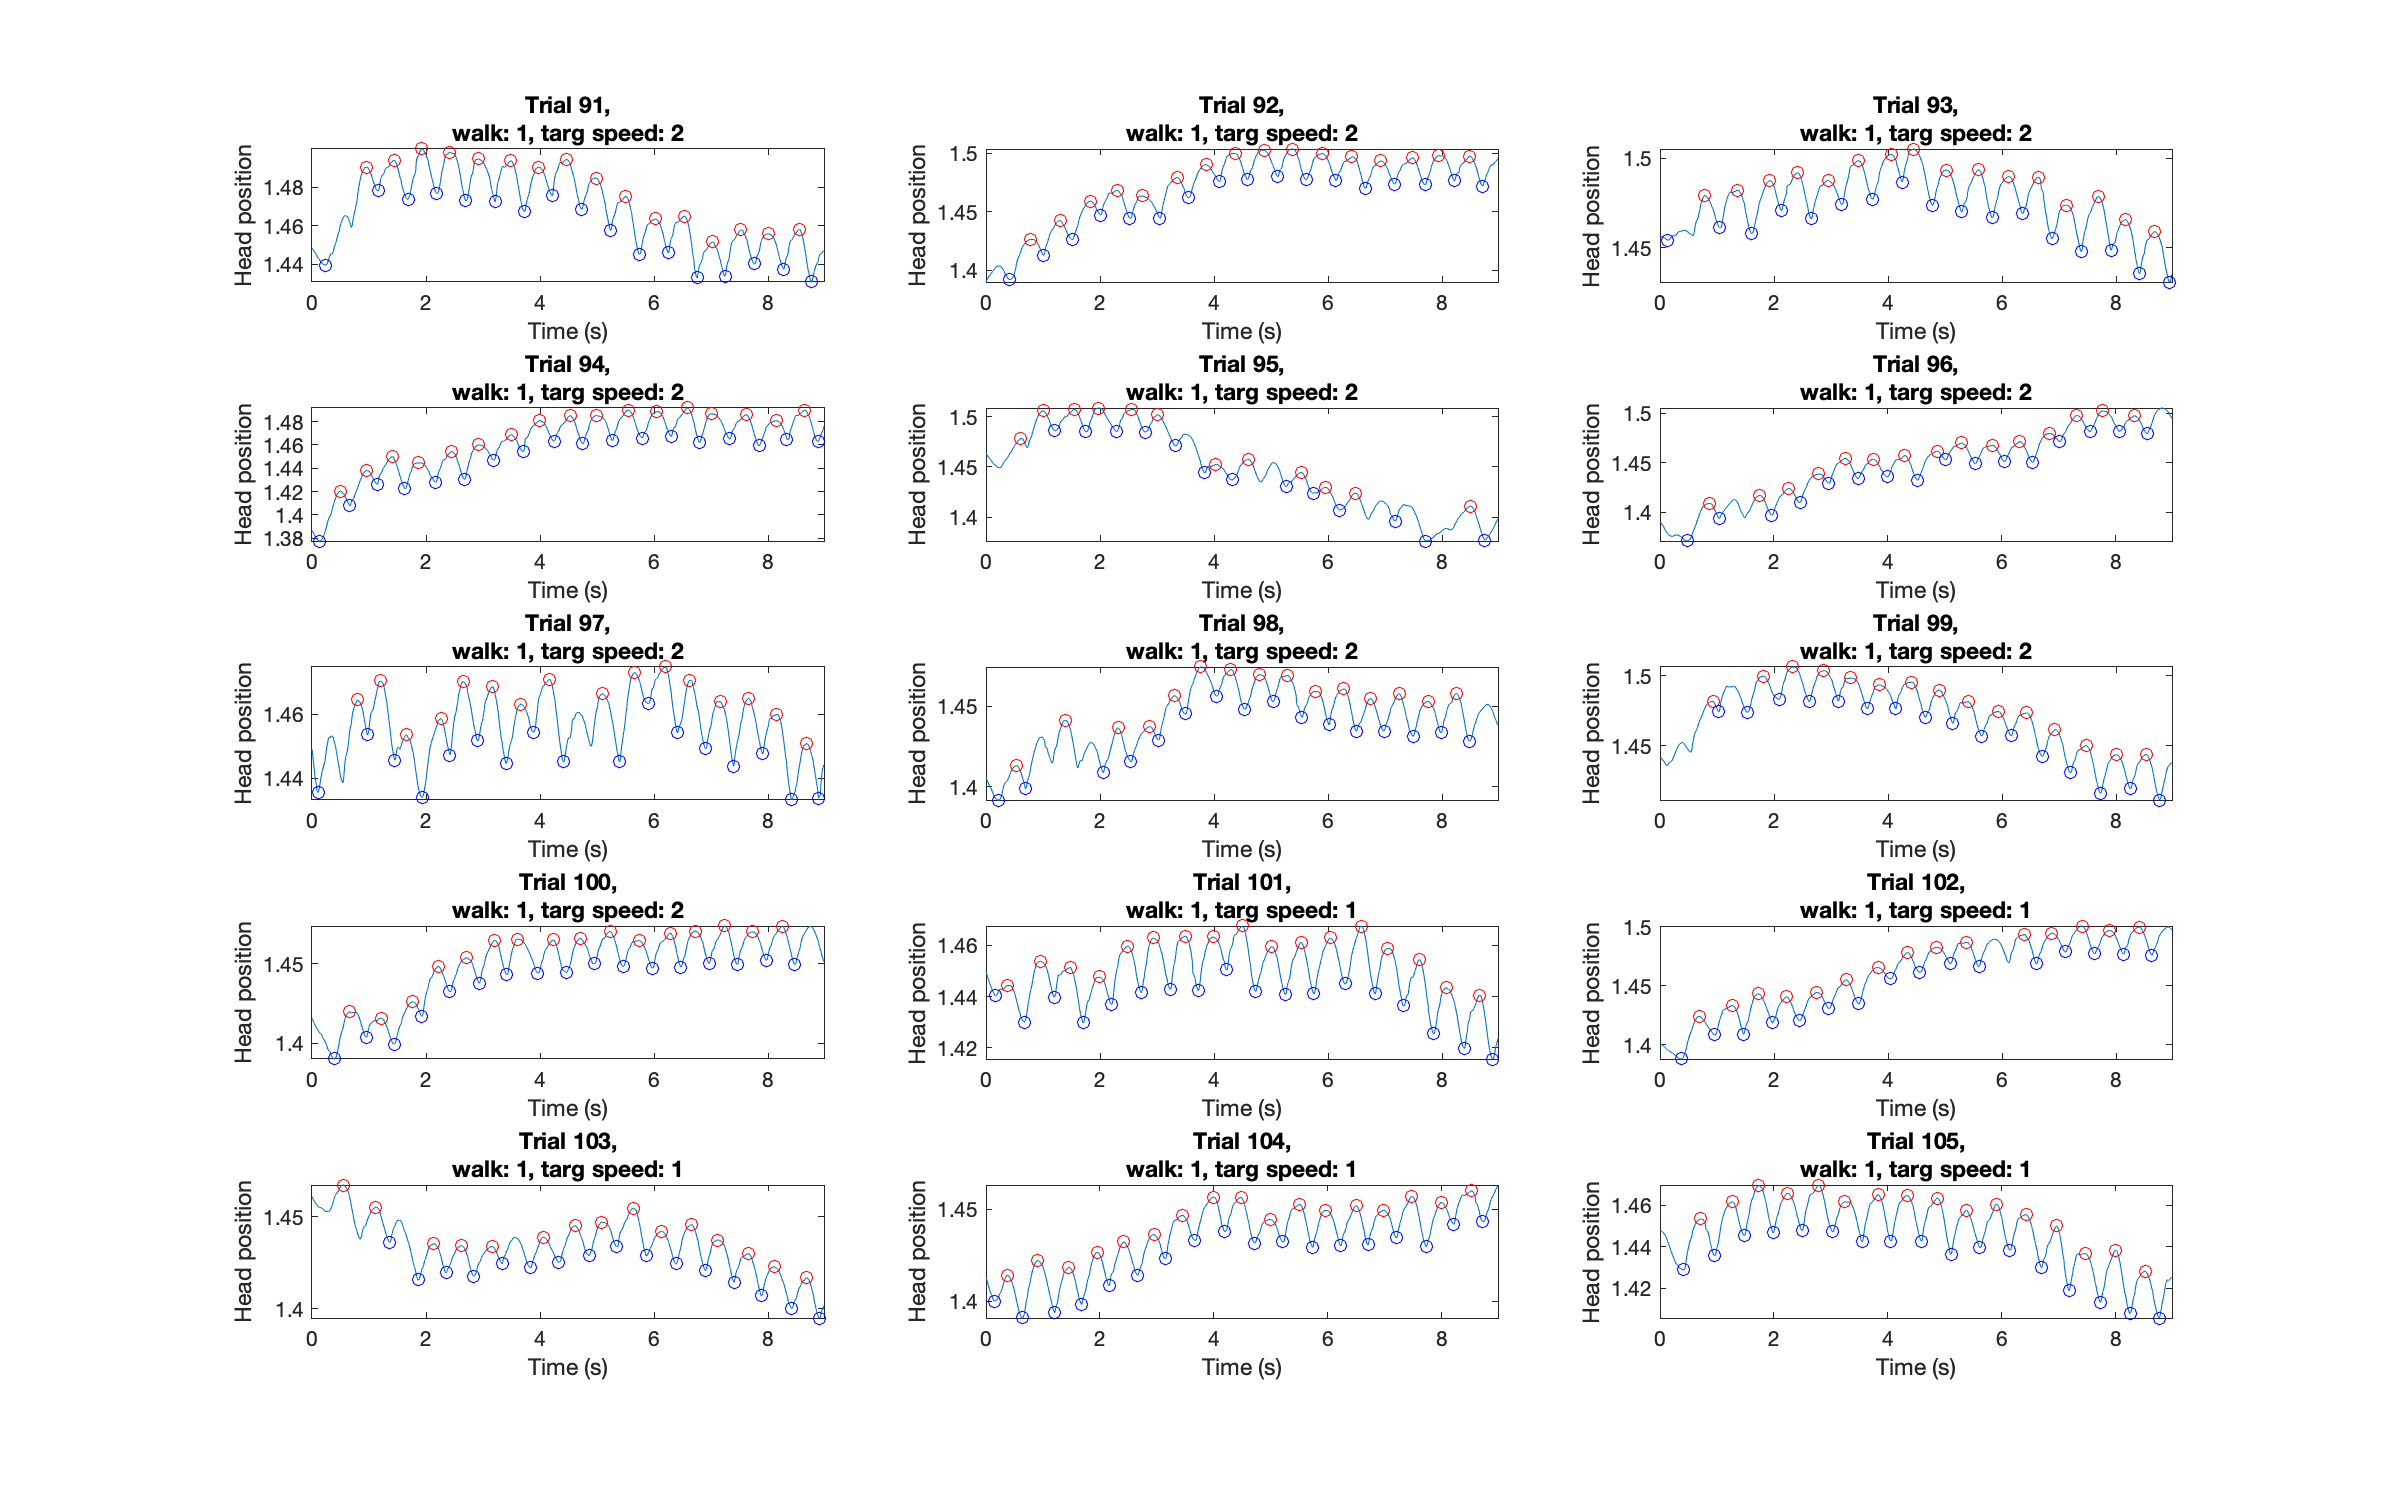 Trial 91,
walk: 1, targ speed: 2
Head position
1.48
1.46
1.44
0 2 4 6 8
Time (s)
Trial 92,
walk: 1, targ speed: 2
Head position
1.5
1.45
1.4
0 2 4 6 8
Time (s)
Trial 93,
walk: 1, targ speed: 2
Head position
1.5
1.45
0 2 4 6 8
Time (s)
Trial 94,
walk: 1, targ speed: 2
Head position
1.48
1.46
1.44
1.42
1.4
1.38
0 2 4 6 8
Time (s)
Trial 95,
walk: 1, targ speed: 2
Head position
1.5
1.45
1.4
0 2 4 6 8
Time (s)
Trial 96,
walk: 1, targ speed: 2
Head position
1.5
1.45
1.4
0 2 4 6 8
Time (s)
Trial 97,
walk: 1, targ speed: 2
Head position
1.46
1.44
0 2 4 6 8
Time (s)
Trial 98,
walk: 1, targ speed: 2
Head position
1.45
1.4
0 2 4 6 8
Time (s)
Trial 99,
walk: 1, targ speed: 2
Head position
1.5
1.45
0 2 4 6 8
Time (s)
Trial 100,
walk: 1, targ speed: 2
Head position
1.45
1.4
0 2 4 6 8
Time (s)
Trial 101,
walk: 1, targ speed: 1
Head position
1.46
1.44
1.42
0 2 4 6 8
Time (s)
Trial 102,
walk: 1, targ speed: 1
Head position
1.5
1.45
1.4
0 2 4 6 8
Time (s)
Trial 103,
walk: 1, targ speed: 1
Head position
1.45
1.4
0 2 4 6 8
Time (s)
Trial 104,
walk: 1, targ speed: 1
Head position
1.45
1.4
0 2 4 6 8
Time (s)
Trial 105,
walk: 1, targ speed: 1
Head position
1.46
1.44
1.42
0 2 4 6 8
Time (s)